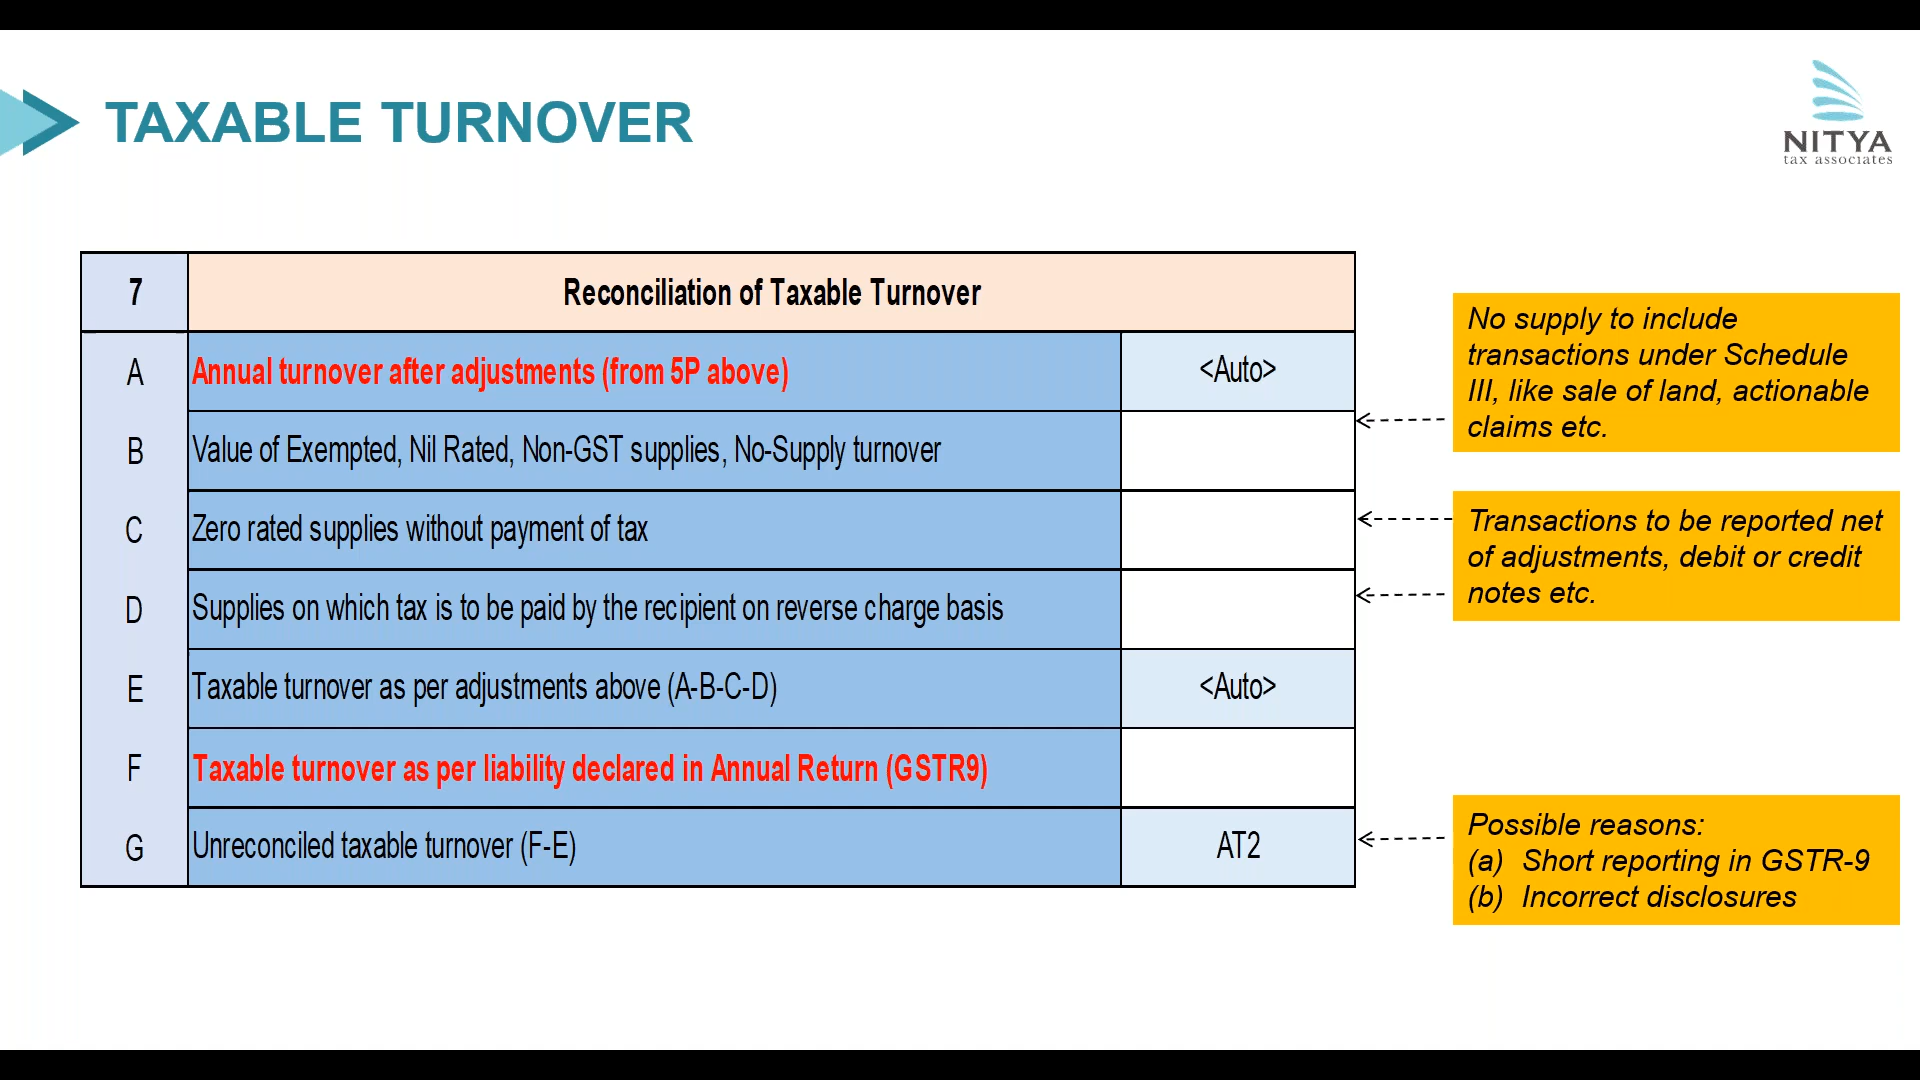 TAXABLE TURNOVER
NITYA
tax associates
7 Reconciliation of Taxable Turnover
A Annual turnover after adjustments (from 5P above) <Auto>
B Value of Exempted, Nil Rated, Non-GST supplies, No-Supply turnover
C Zero rated supplies without payment of tax
D Supplies on which tax is to be paid by the recipient on reverse charge basis
E Taxable turnover as per adjustments above (A-B-C-D) <Auto>
F Taxable turnover as per liability declared in Annual Return (GSTR9)
G Unreconciled taxable turnover (F-E) AT2
No supply to include
transactions under Schedule
III, like sale of land, actionable
claims etc.
Transactions to be reported net
of adjustments, debit or credit
notes etc.
Possible reasons:
(a) Short reporting in GSTR-9
(b) Incorrect disclosures